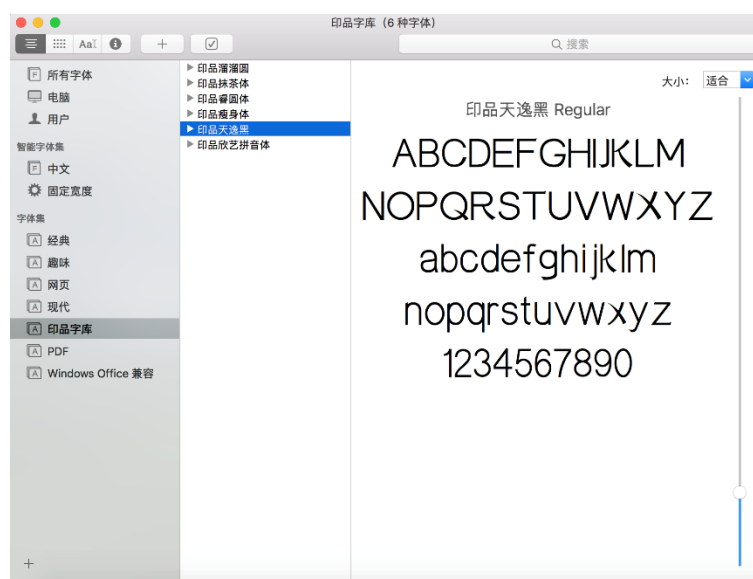 印品字库（6 种字体）
AaI
搜索
所有字体
电脑
用户
智能字体集
中文
固定宽度
字体集
经典
趣味
网页
现代
印品字库
PDF
Windows Office 兼容
印品溜溜圆
印品抹茶体
印品睿圆体
印品瘦身体
印品天逸黑
印品欣艺拼音体
大小： 适合
印品天逸黑 Regular
ABCDEFGHIJKLM
NOPQRSTUVWXYZ
abcdefghijklm
nopqrstuvwxyz
1234567890